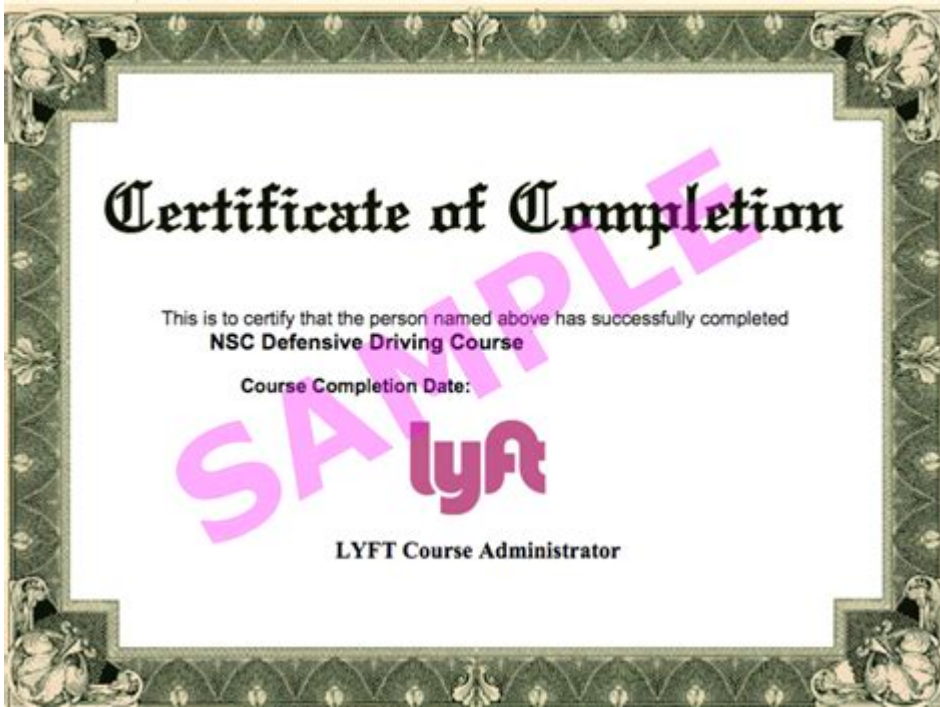 Certificate of Completion
This is to certify that the person named above has successfully completed
NSC Defensive Driving Course
Course Completion Date:
SAMPLE
lyft
LYFT Course Administrator